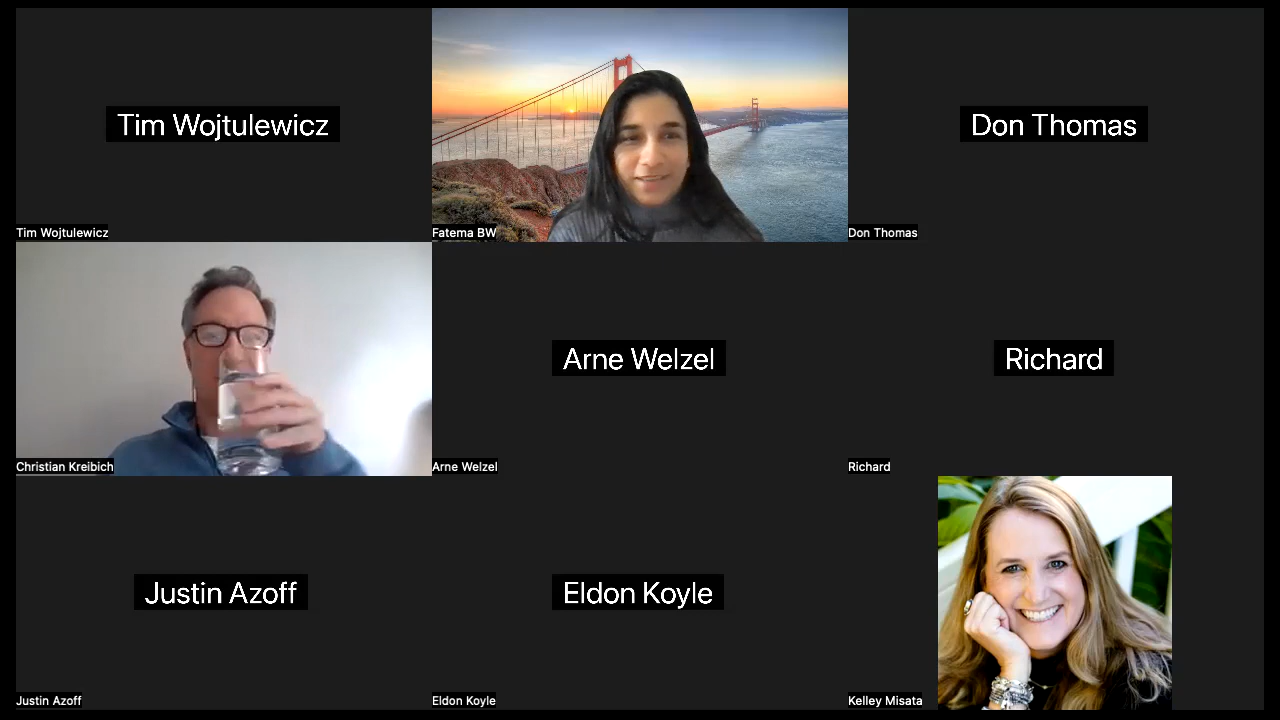 Tim Wojtulewicz
Don Thomas
Tim Wojtulewicz
Fatema BW
Don Thomas
Arne Welzel
Richard
Christian Kreibich
Arne Welzel
Richard
Justin Azoff
Eldon Koyle
Justin Azoff
Eldon Koyle
Kelley Misata